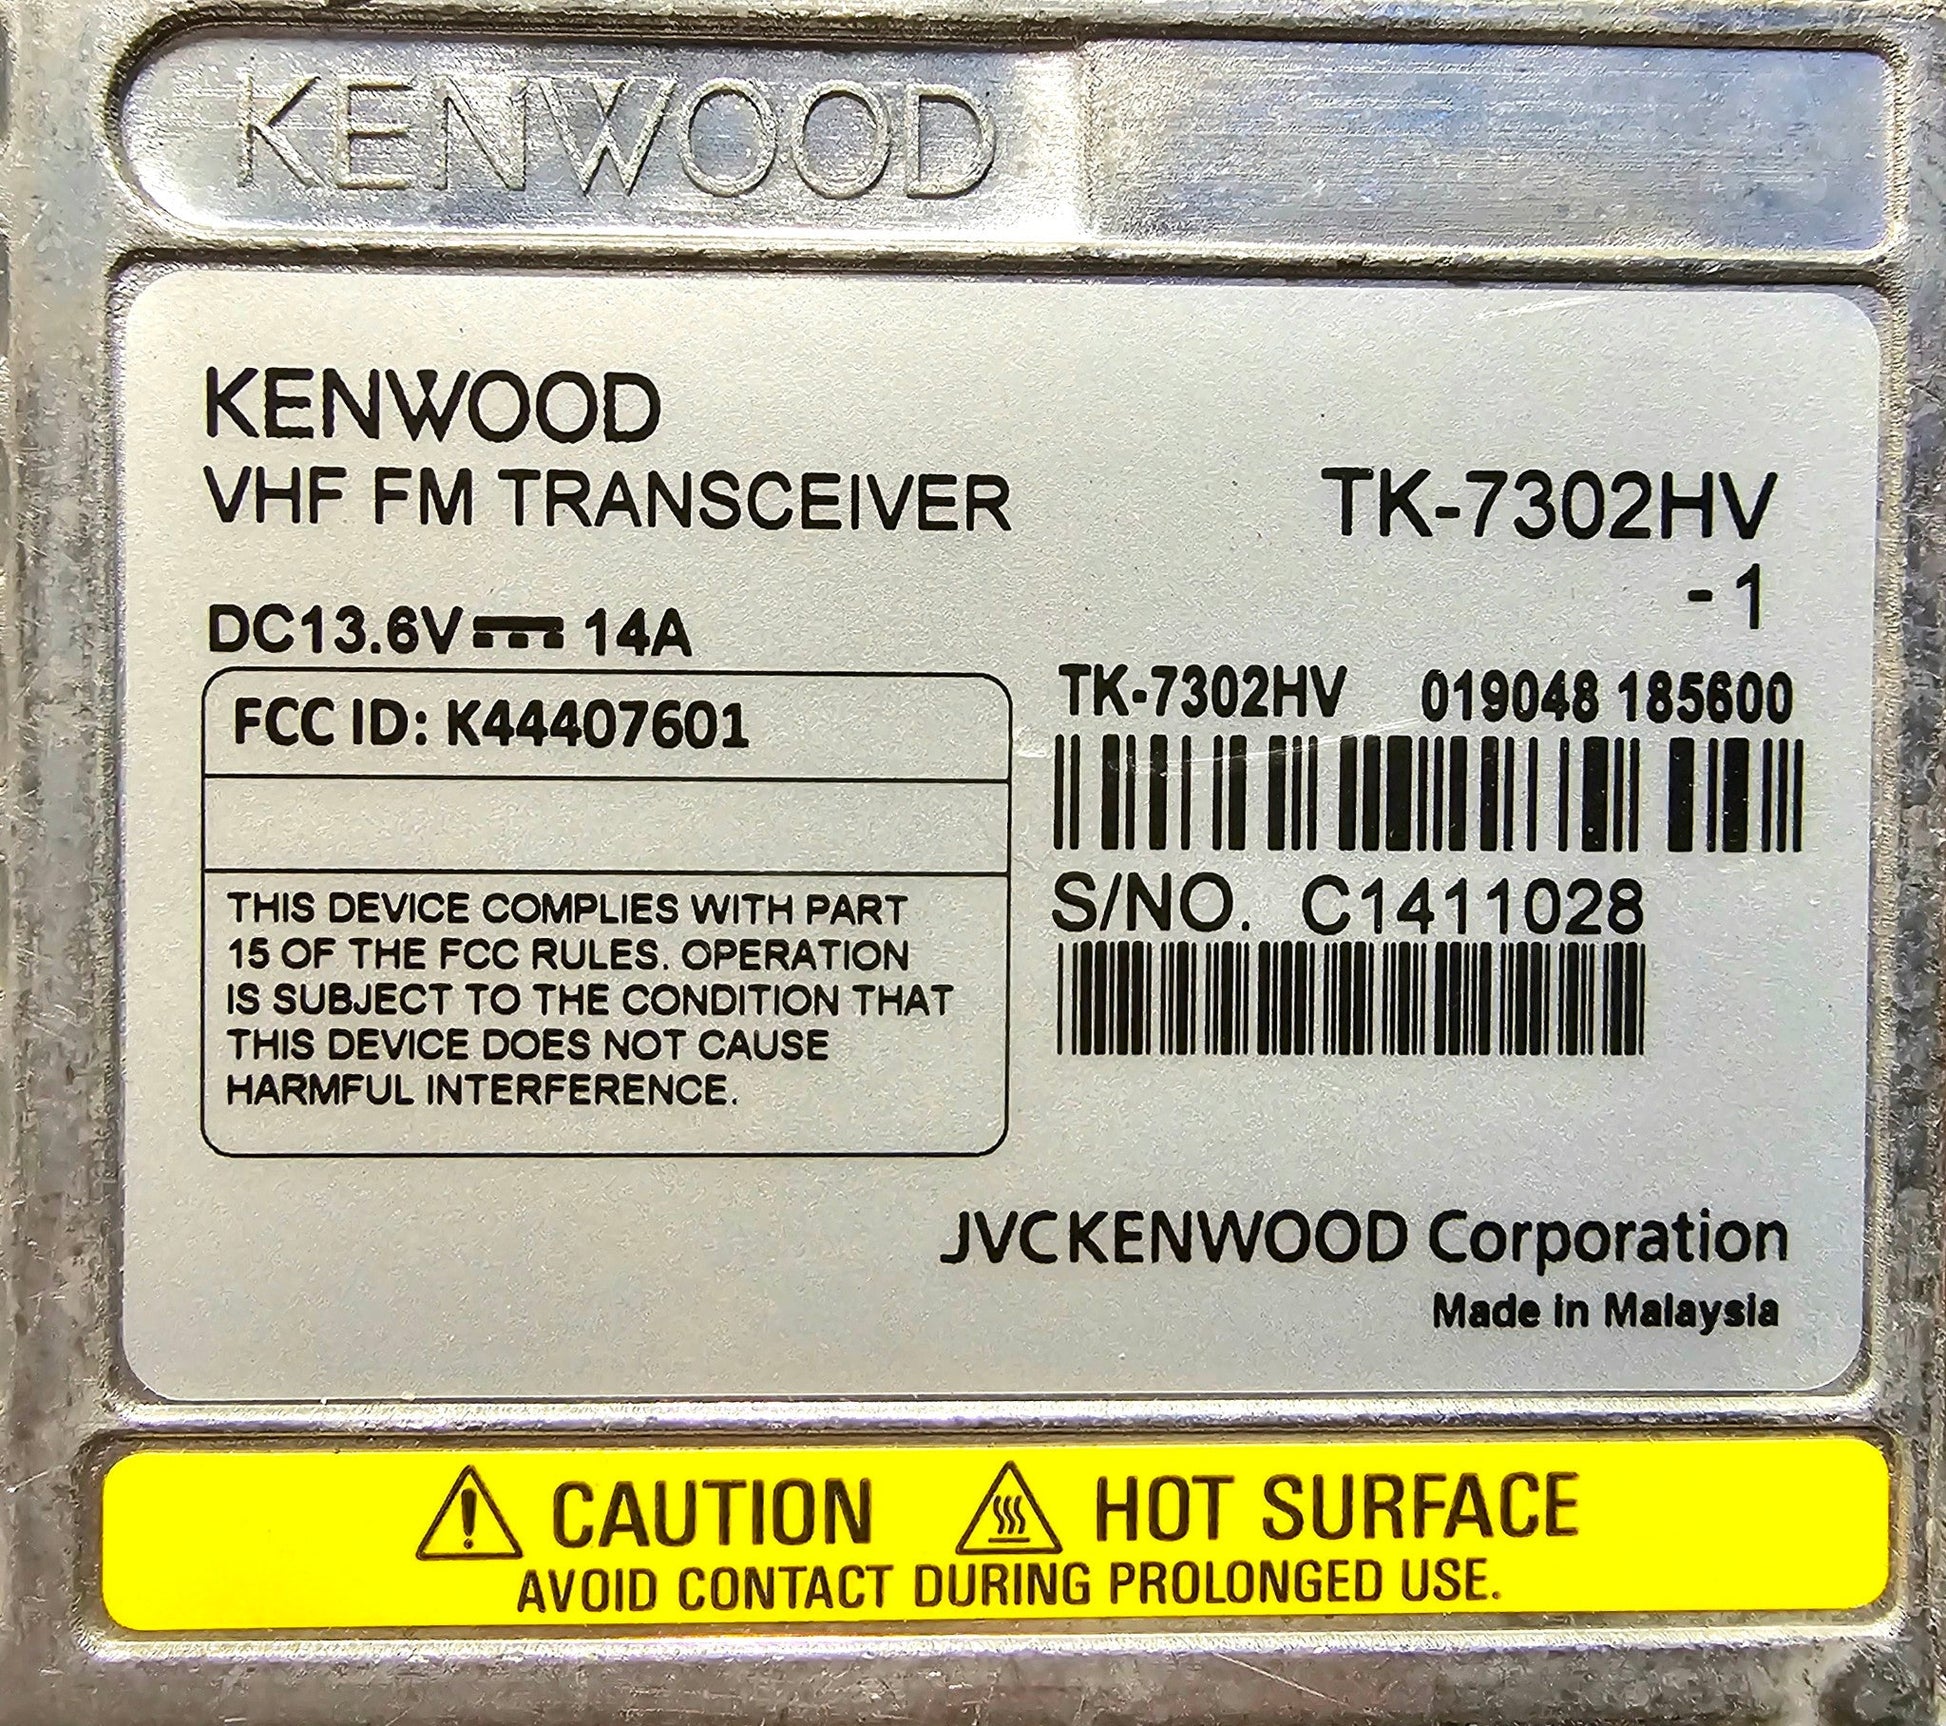 KENWOOD
KENWOOD
VHF FM TRANSCEIVER
TK-7302HV
-1
DC13.6V 14A
FCC ID: K44407601
THIS DEVICE COMPLIES WITH PART
15 OF THE FCC RULES. OPERATION
IS SUBJECT TO THE CONDITION THAT
THIS DEVICE DOES NOT CAUSE
HARMFUL INTERFERENCE.
TK-7302HV 019048 185600
S/NO. C1411028
JVCKENWOOD Corporation
Made in Malaysia
CAUTION HOT SURFACE
AVOID CONTACT DURING PROLONGED USE.